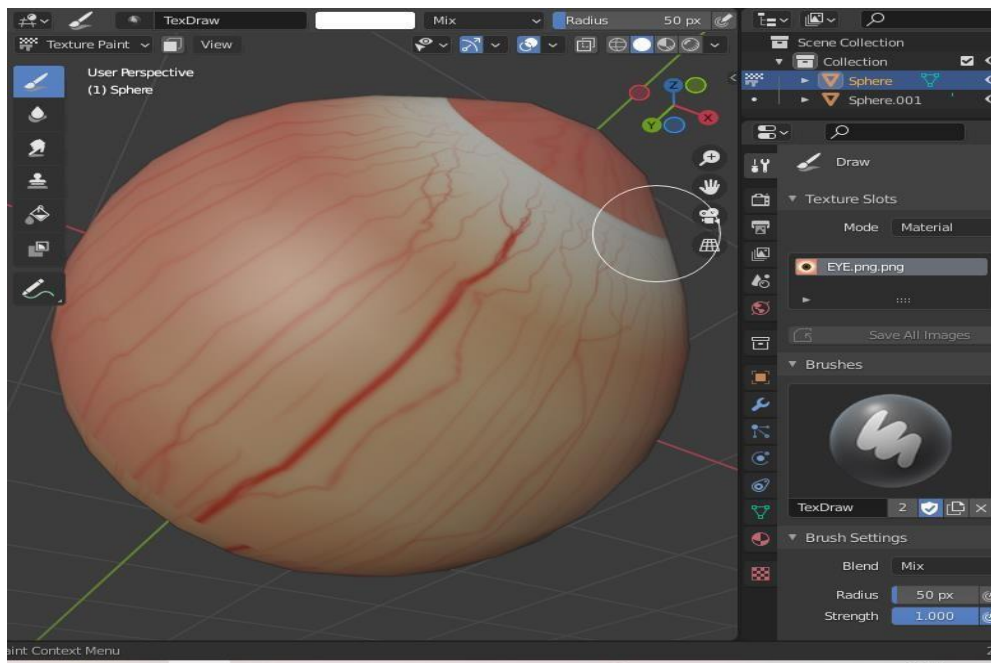 TexDraw Mix Radius 50 px
Texture Paint View
User Perspective
(1) Sphere
Z
X
Y
Scene Collection
Collection
Sphere
Sphere.001
Draw
Texture Slots
Mode Material
EYE.png.png
Save All Images
Brushes
TexDraw 2
Brush Settings
Blend Mix
Radius 50 px
Strength 1.000
aint Context Menu
2